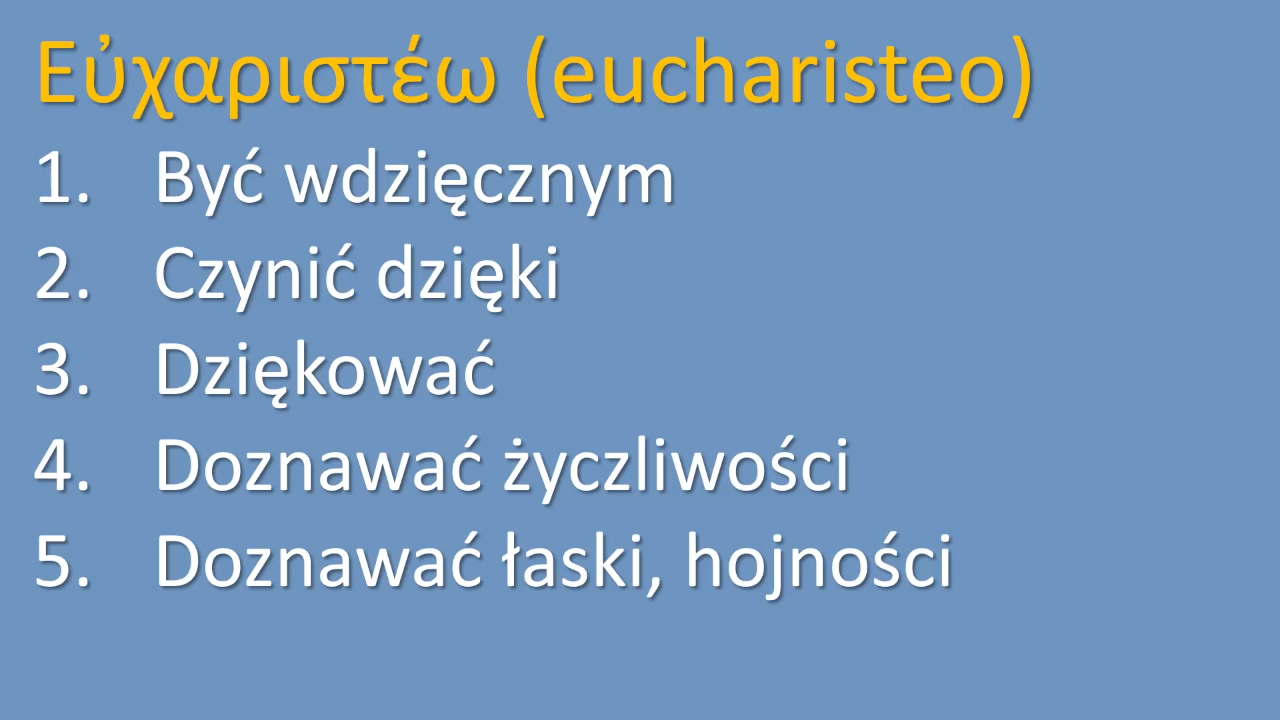 Εὐχαριστέω (eucharisteo)
1. Być wdzięcznym
2. Czynić dzięki
3. Dziękować
4. Doznawać życzliwości
5. Doznawać łaski, hojności